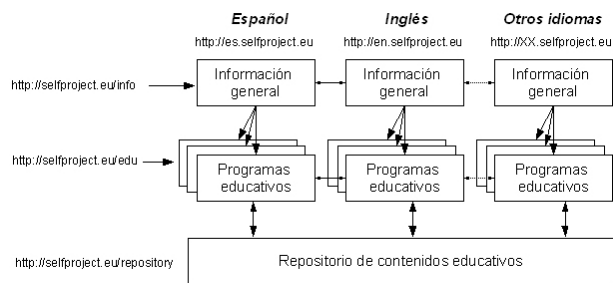 Español Inglés Otros idiomas
http://es.selfproject.eu http://en.selfproject.eu http://XX.selfproject.eu
http://selfproject.eu/info
Información
general
Información
general
Información
general
http://selfproject.eu/edu
Programas
educativos
Programas
educativos
Programas
educativos
http://selfproject.eu/repository
Repositorio de contenidos educativos